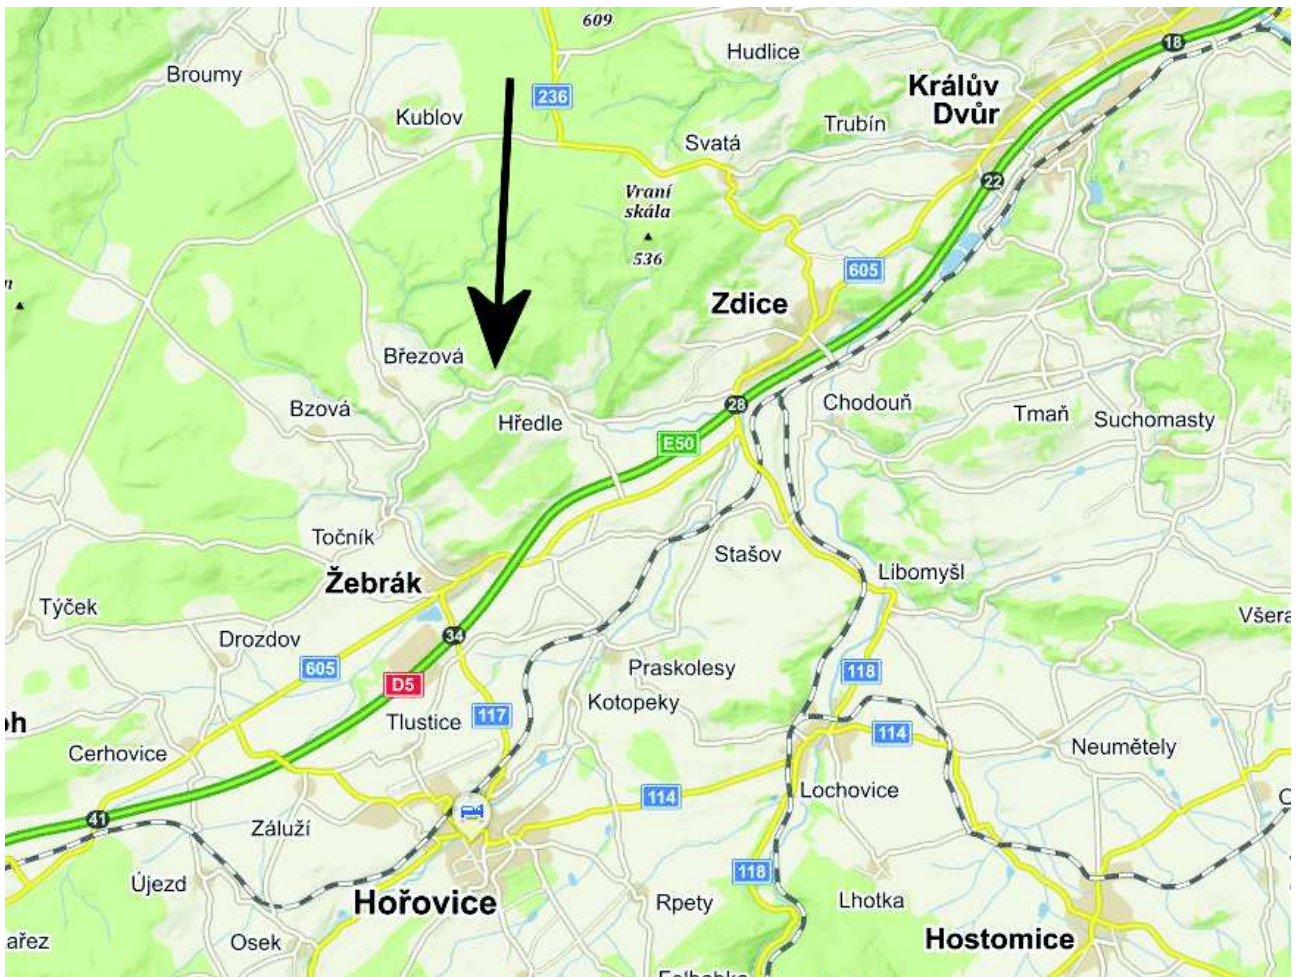 609
Hudlice
18
Broumy
Králův
Dvůr
236
Kublov
Trubín
Svatá
22
Vraní
skála
536
605
n
Zdice
Březová
28
Chodouň
Bzová
Tmaň
Suchomasty
Hředle
E50
Točník
Stašov
Libomyšl
Žebrák
Týček
Všera
Drozdov
34
605
Praskolesy
118
D5
Kotopeky
117
Tlustice
oh
114
Neumětely
Cerhovice
Lochovice
114
41
Záluží
118
Újezd
Lhotka
Hořovice
Rpety
ařez
Osek
Hostomice